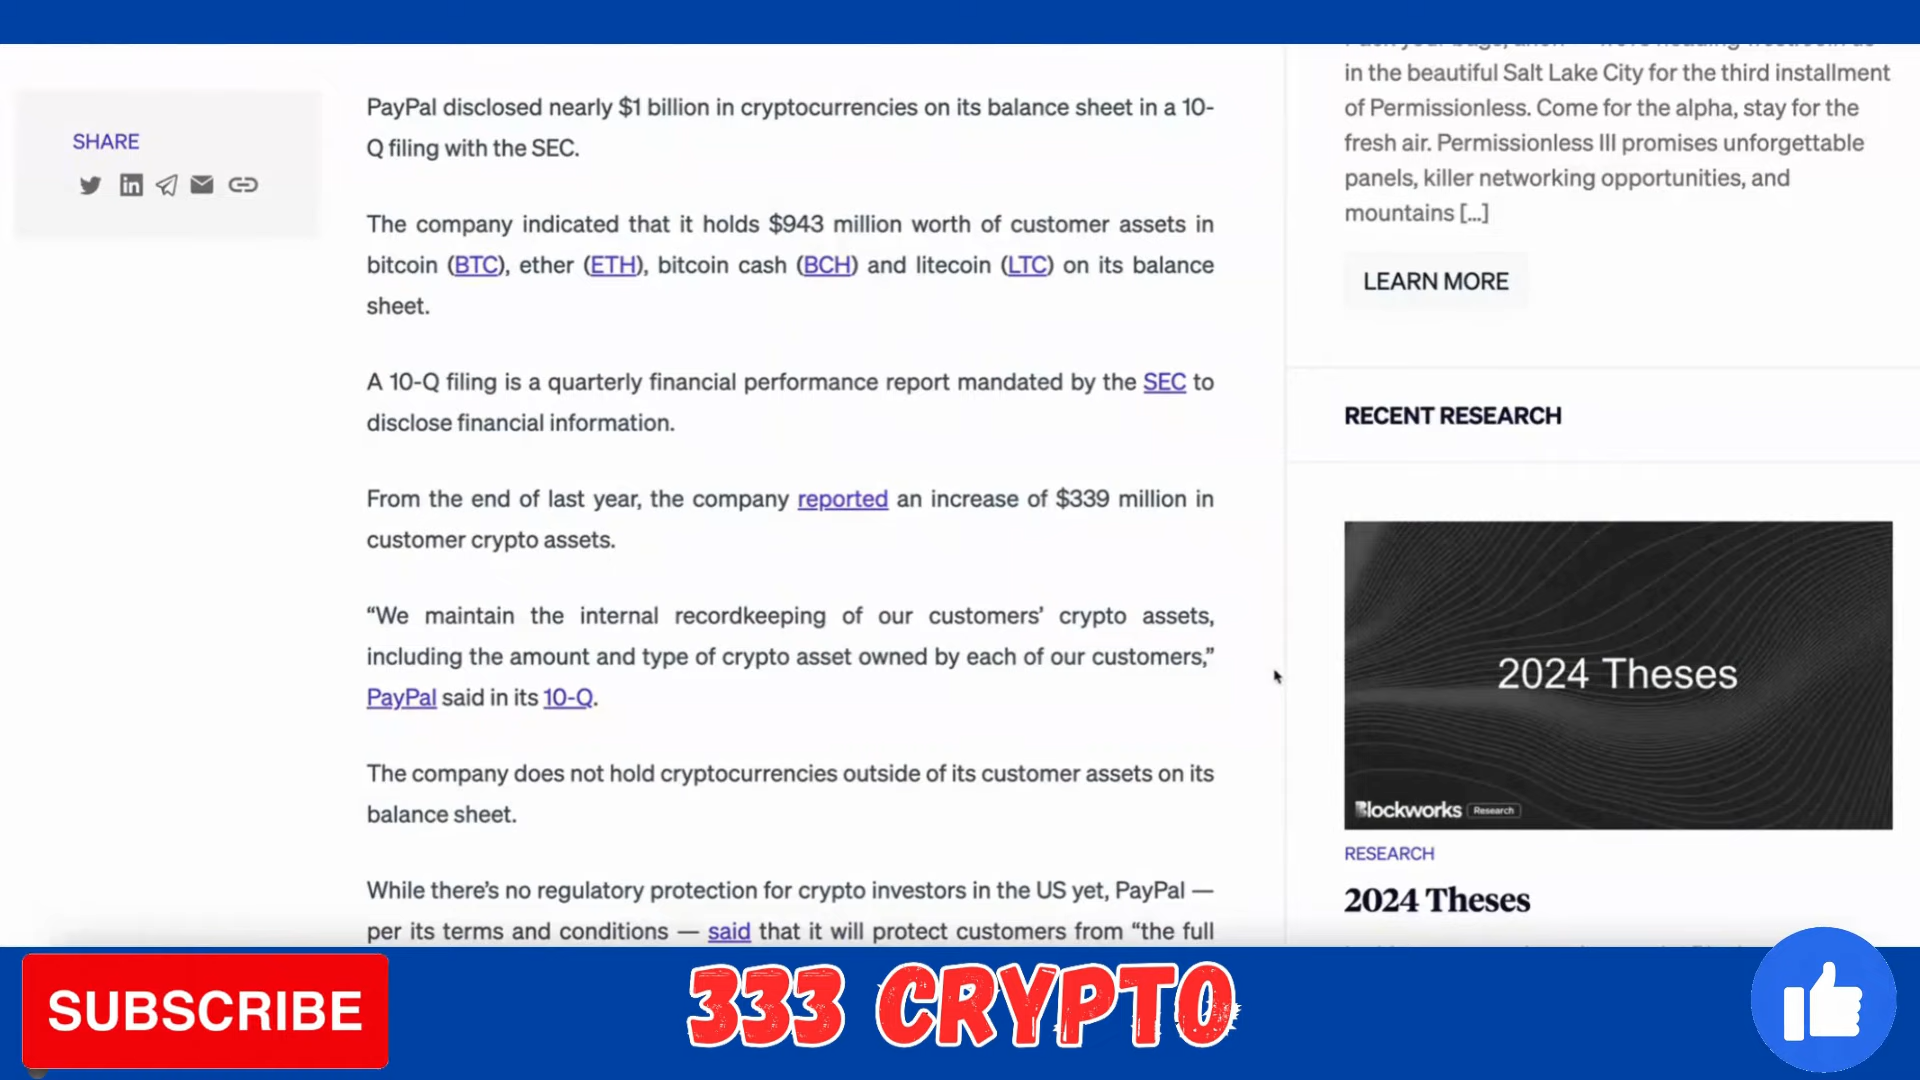 SHARE
PayPal disclosed nearly $1 billion in cryptocurrencies on its balance sheet in a 10-
Q filing with the SEC.
The company indicated that it holds $943 million worth of customer assets in
bitcoin (BTC), ether (ETH), bitcoin cash (BCH) and litecoin (LTC) on its balance
sheet.
A 10-Q filing is a quarterly financial performance report mandated by the SEC to
disclose financial information.
From the end of last year, the company reported an increase of $339 million in
customer crypto assets.
“We maintain the internal recordkeeping of our customers’ crypto assets,
including the amount and type of crypto asset owned by each of our customers,”
PayPal said in its 10-Q.
The company does not hold cryptocurrencies outside of its customer assets on its
balance sheet.
While there’s no regulatory protection for crypto investors in the US yet, PayPal —
per its terms and conditions — said that it will protect customers from “the full
in the beautiful Salt Lake City for the third installment
of Permissionless. Come for the alpha, stay for the
fresh air. Permissionless III promises unforgettable
panels, killer networking opportunities, and
mountains [...]
LEARN MORE
RECENT RESEARCH
2024 Theses
Blockworks Research
RESEARCH
2024 Theses
SUBSCRIBE
333 CRYPTO